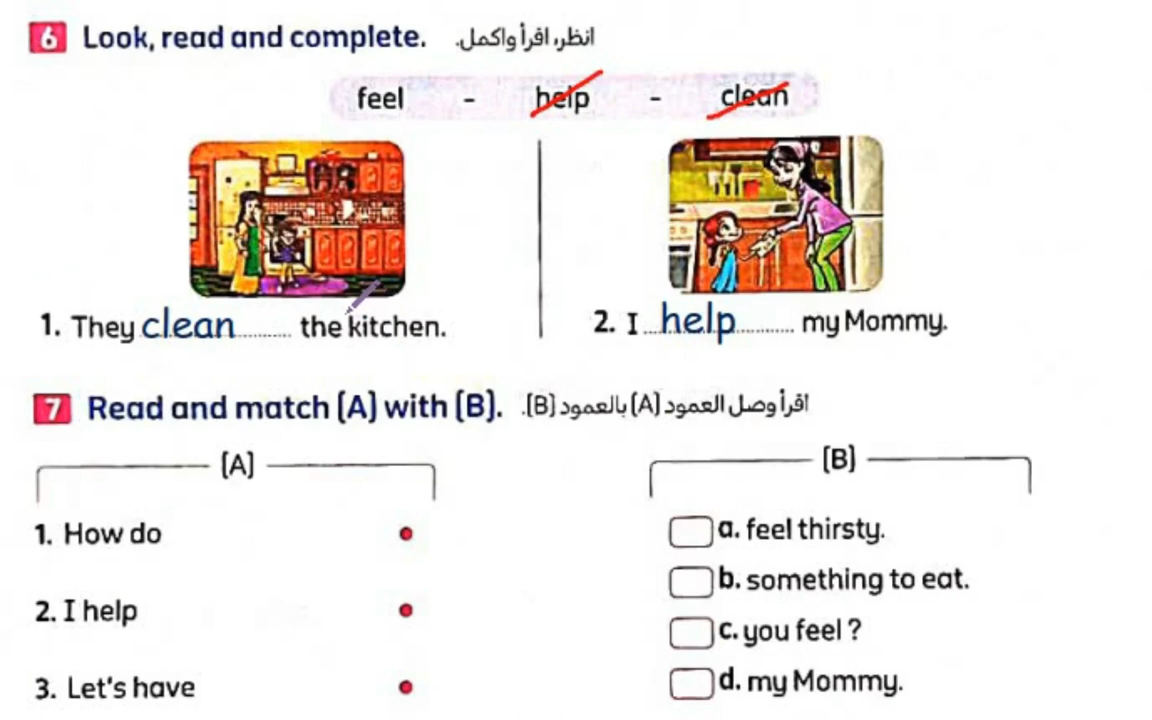 6 Look, read and complete. انظر، اقرأ واكمل.
feel - help - clean
1. They clean ........ the kitchen.
2. I ...help............ my Mommy.
7 Read and match (A) with (B). اقرأ وصل العمود (A) بالعمود (B).
(A)
(B)
1. How do
2. I help
3. Let's have
a. feel thirsty.
b. something to eat.
c. you feel ?
d. my Mommy.